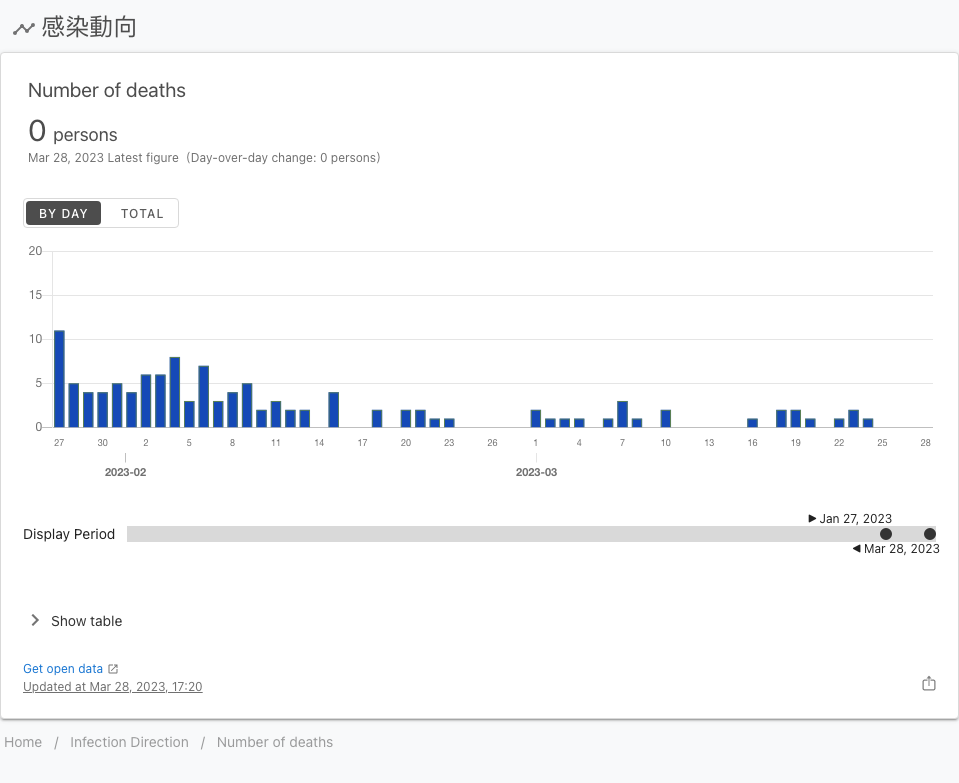 感染動向
Number of deaths
0 persons
Mar 28, 2023 Latest figure (Day-over-day change: 0 persons)
BY DAY TOTAL
20
15
10
5
0
27 30 2 5 8 11 14 17 20 23 26 1 4 7 10 13 16 19 22 25 28
2023-02 2023-03
Jan 27, 2023
Display Period
Mar 28, 2023
Show table
Get open data
Updated at Mar 28, 2023, 17:20
Home / Infection Direction / Number of deaths